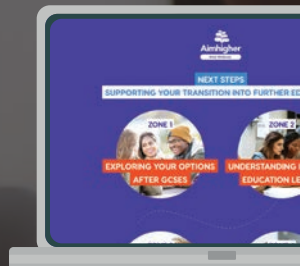 Aimhigher
NEXT STEPS
SUPPORTING YOUR TRANSITION INTO FURTHER ED
ZONE 1
ZONE 2
EXPLORING YOUR OPTIONS
UNDERSTANDING
AFTER GCSES
EDUCATION LE